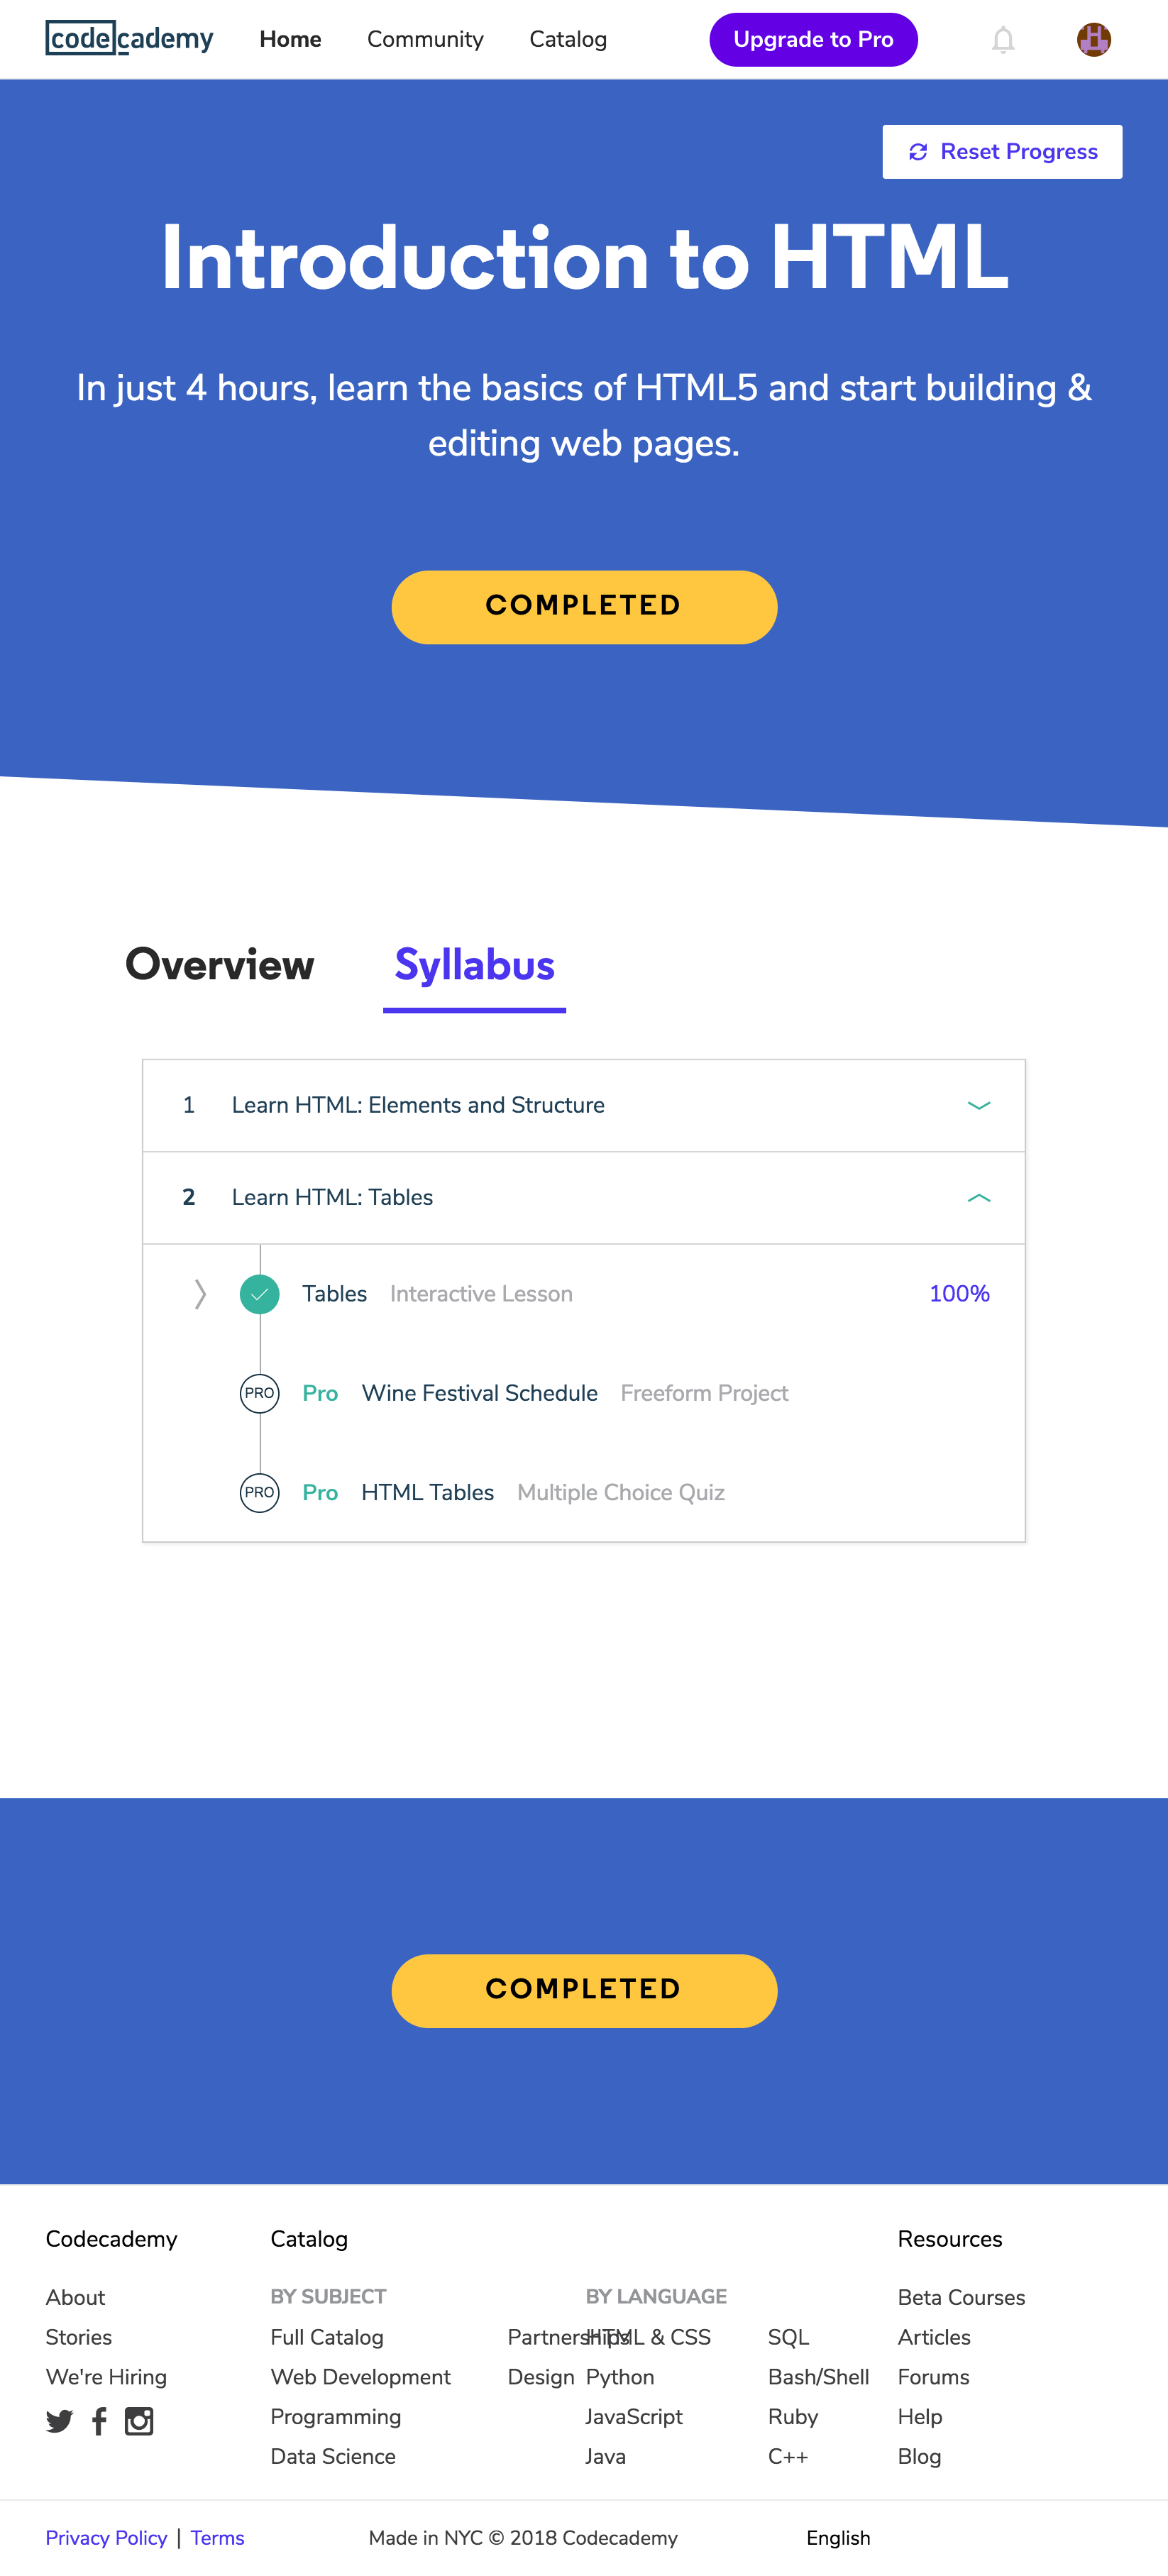 codecademy Home Community Catalog Upgrade to Pro
Reset Progress
Introduction to HTML
In just 4 hours, learn the basics of HTML5 and start building &
editing web pages.
COMPLETED
Overview Syllabus
1 Learn HTML: Elements and Structure
2 Learn HTML: Tables
Tables Interactive Lesson 100%
PRO Pro Wine Festival Schedule Freeform Project
PRO Pro HTML Tables Multiple Choice Quiz
COMPLETED
Codecademy Catalog Resources
About BY SUBJECT BY LANGUAGE Beta Courses
Stories Full Catalog Partnerships HTML & CSS SQL Articles
We're Hiring Web Development Design Python Bash/Shell Forums
Programming JavaScript Ruby Help
Data Science Java C++ Blog
Privacy Policy | Terms Made in NYC © 2018 Codecademy English